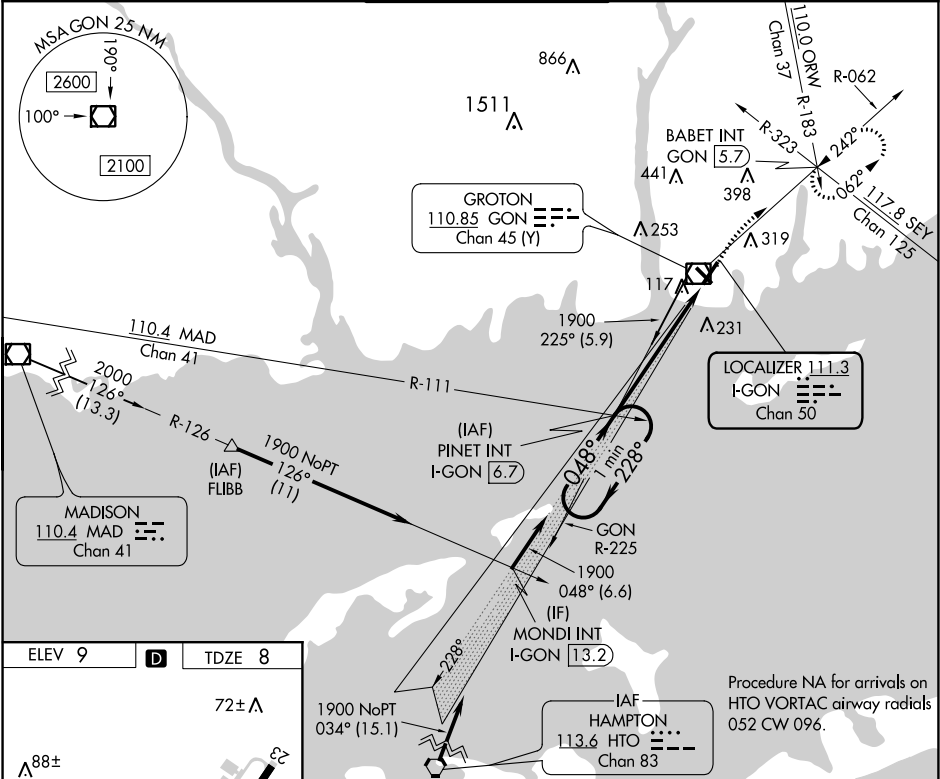 MSA GON 25 NM
190°
2600
100°
2100
866
1511
110.0 ORW
Chan 37
R-183
R-062
R-323
242°
062°
BABET INT
GON 5.7
441
398
117.8 SEY
Chan 125
GROTON
110.85 GON
Chan 45 (Y)
253
319
117
1900
225° (5.9)
231
110.4 MAD
Chan 41
R-111
LOCALIZER 111.3
I-GON
Chan 50
2000
126°
(13.3)
R-126
(IAF)
FLIBB
1900 NoPT
126°
(11)
(IAF)
PINET INT
I-GON 6.7
048°
1 min
228°
MADISON
110.4 MAD
Chan 41
GON
R-225
1900
048° (6.6)
(IF)
MONDI INT
I-GON 13.2
228°
ELEV 9
D
TDZE 8
72±
88±
23
1900 NoPT
034° (15.1)
IAF
HAMPTON
113.6 HTO
Chan 83
Procedure NA for arrivals on
HTO VORTAC airway radials
052 CW 096.